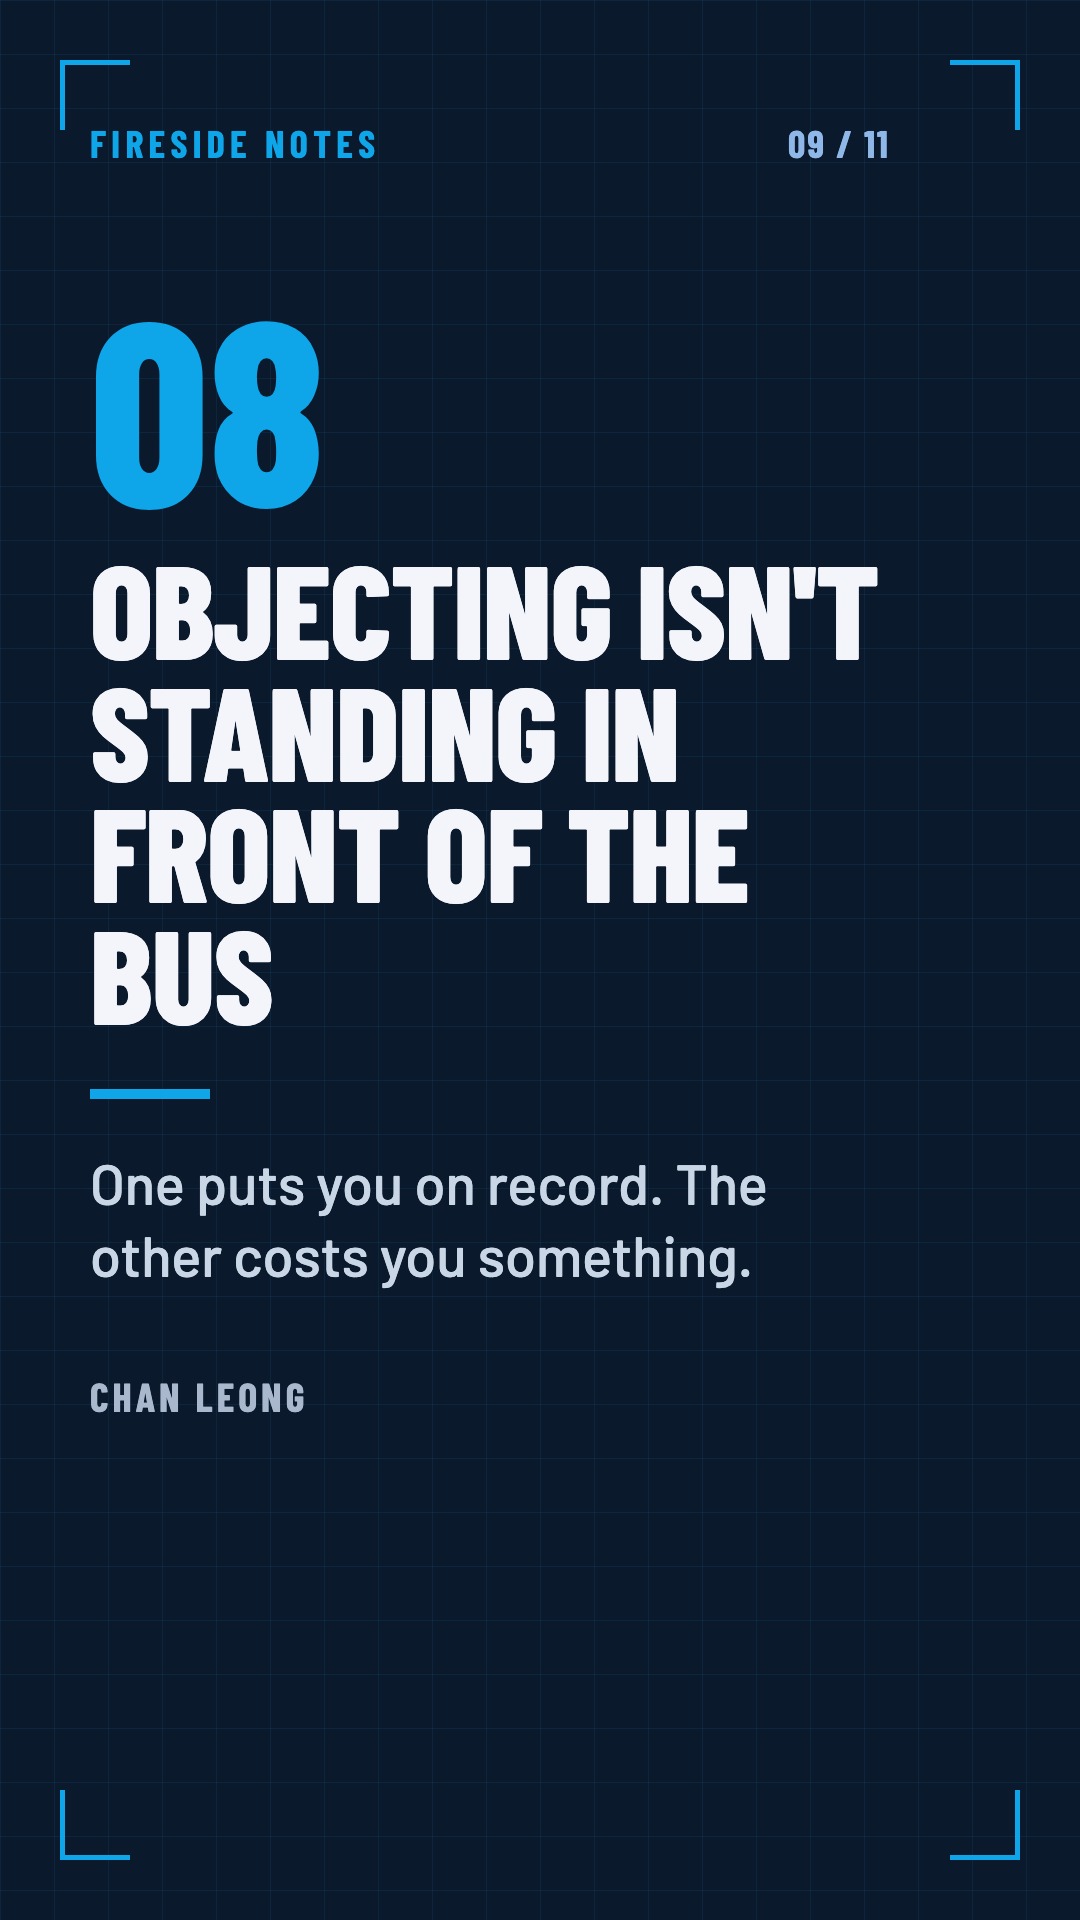 FIRESIDE NOTES
09 / 11
08
OBJECTING ISN'T
STANDING IN
FRONT OF THE
BUS
One puts you on record. The
other costs you something.
CHAN LEONG